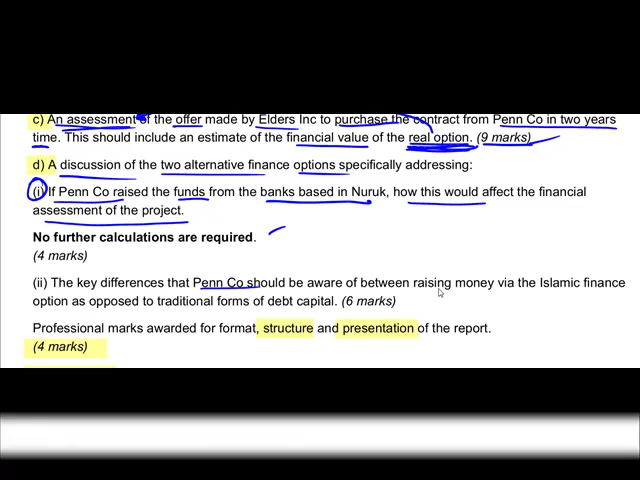 c) An assessment of the offer made by Elders Inc to purchase the contract from Penn Co in two years
time. This should include an estimate of the financial value of the real option. (9 marks)
d) A discussion of the two alternative finance options specifically addressing:
(i) If Penn Co raised the funds from the banks based in Nuruk, how this would affect the financial
assessment of the project.
No further calculations are required.
(4 marks)
(ii) The key differences that Penn Co should be aware of between raising money via the Islamic finance
option as opposed to traditional forms of debt capital. (6 marks)
Professional marks awarded for format, structure and presentation of the report.
(4 marks)